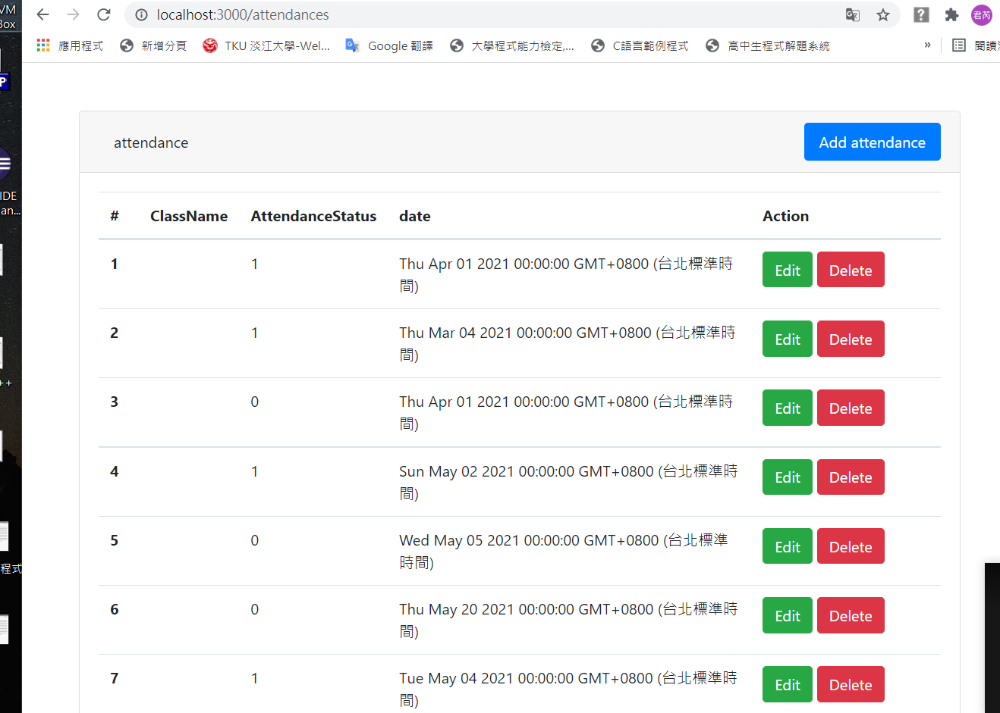 VM
Box
localhost:3000/attendances
君芮
應用程式 新增分頁 TKU 淡江大學-Wel... Google 翻譯 大學程式能力檢定,... C語言範例程式 高中生程式解題系統 » 閱讀
P
attendance Add attendance
IDE
an...
# ClassName AttendanceStatus date Action
1 1 Thu Apr 01 2021 00:00:00 GMT+0800 (台北標準時
間) Edit Delete
2 1 Thu Mar 04 2021 00:00:00 GMT+0800 (台北標準時
間) Edit Delete
++
3 0 Thu Apr 01 2021 00:00:00 GMT+0800 (台北標準時
間) Edit Delete
4 1 Sun May 02 2021 00:00:00 GMT+0800 (台北標準時
間) Edit Delete
5 0 Wed May 05 2021 00:00:00 GMT+0800 (台北標準
時間) Edit Delete
程式
6 0 Thu May 20 2021 00:00:00 GMT+0800 (台北標準時
間) Edit Delete
7 1 Tue May 04 2021 00:00:00 GMT+0800 (台北標準時
間) Edit Delete